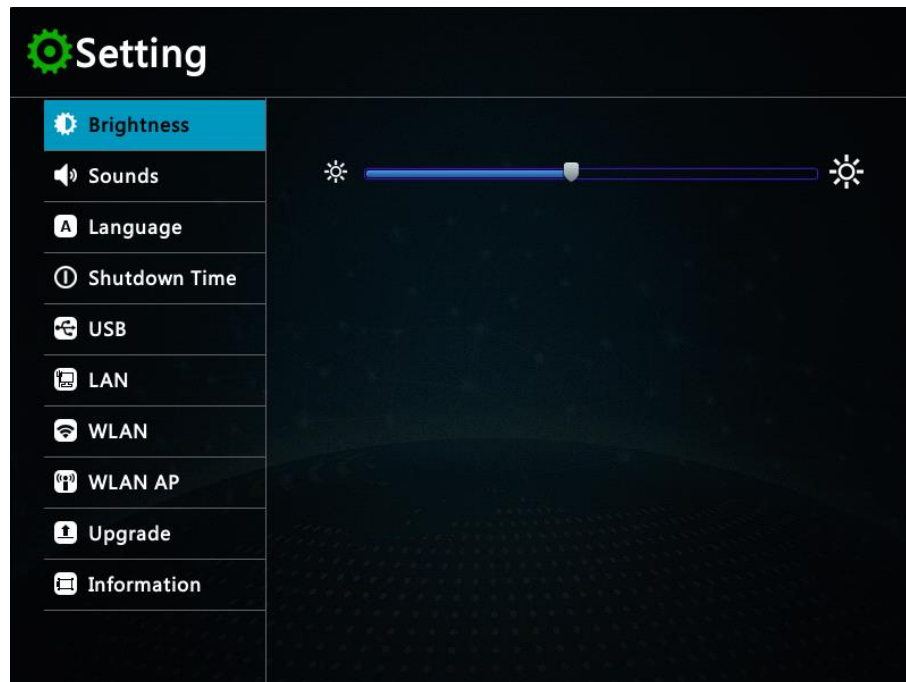 Setting
Brightness
Sounds
A Language
Shutdown Time
USB
LAN
WLAN
WLAN AP
Upgrade
Information